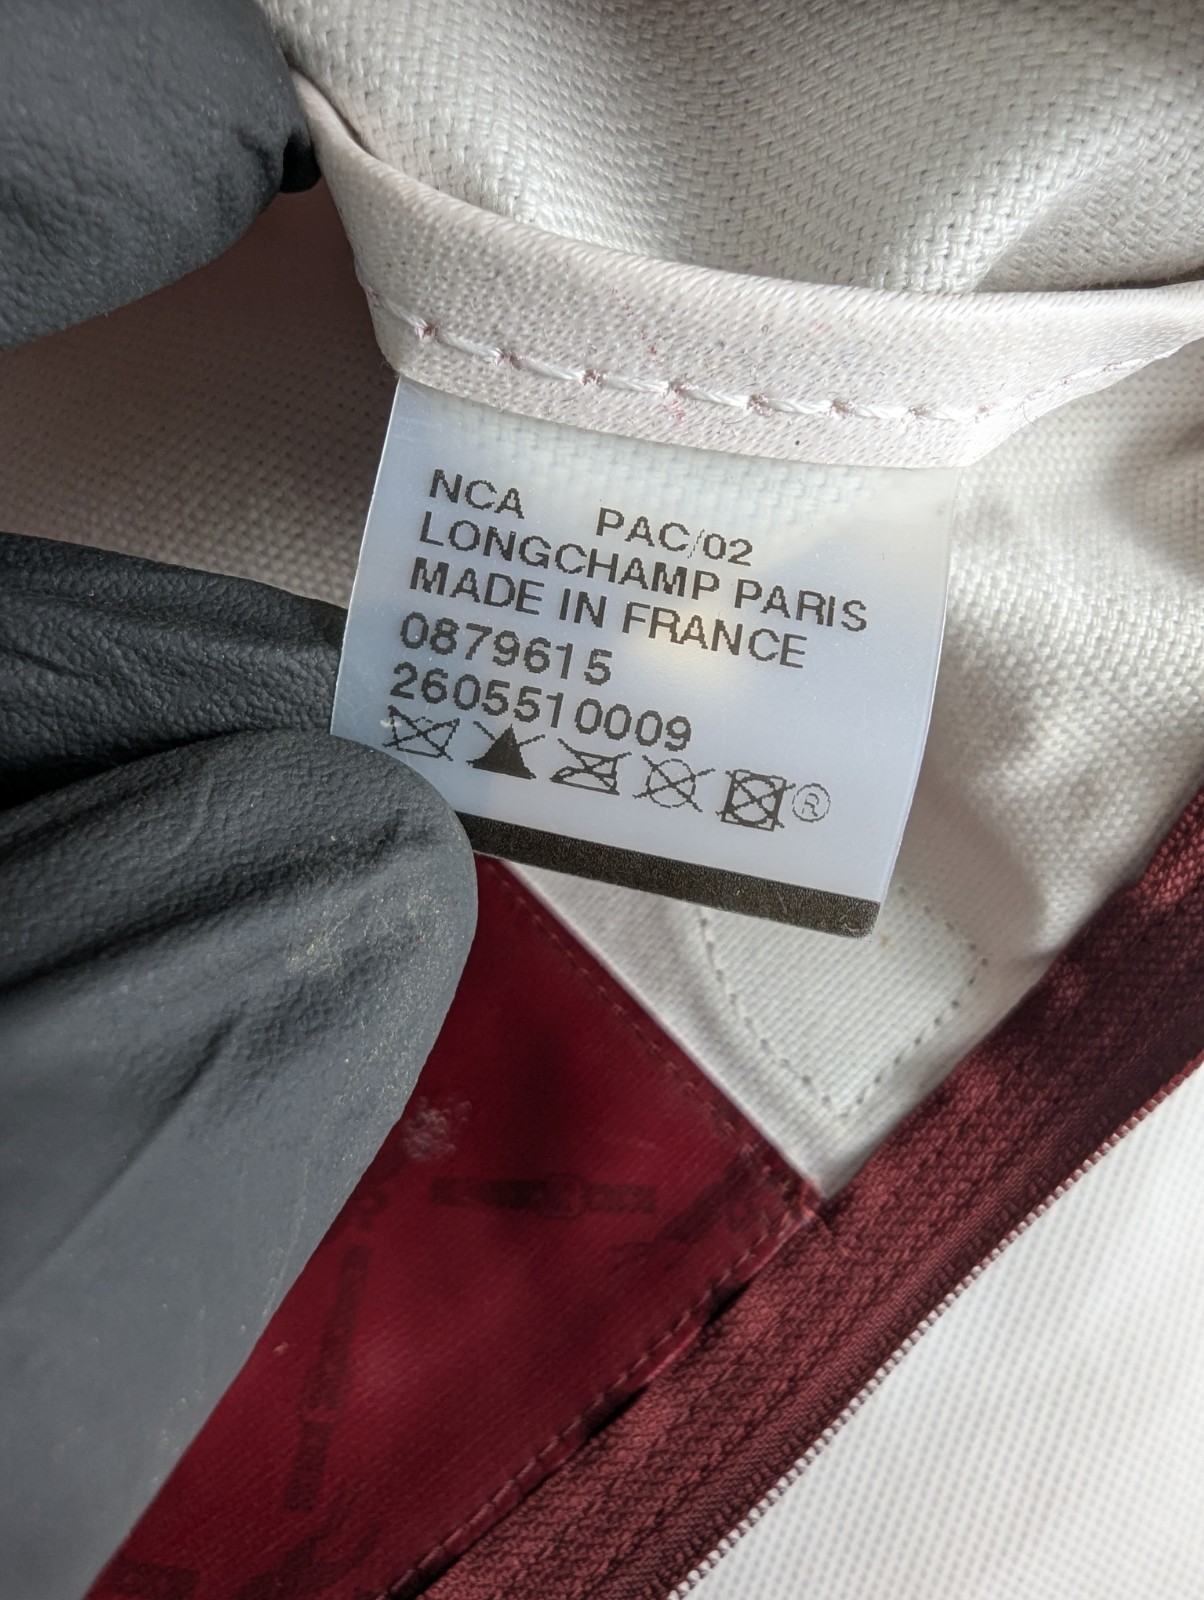 NCA PAC/02
LONGCHAMP PARIS
MADE IN FRANCE
0879615
2605510009
®